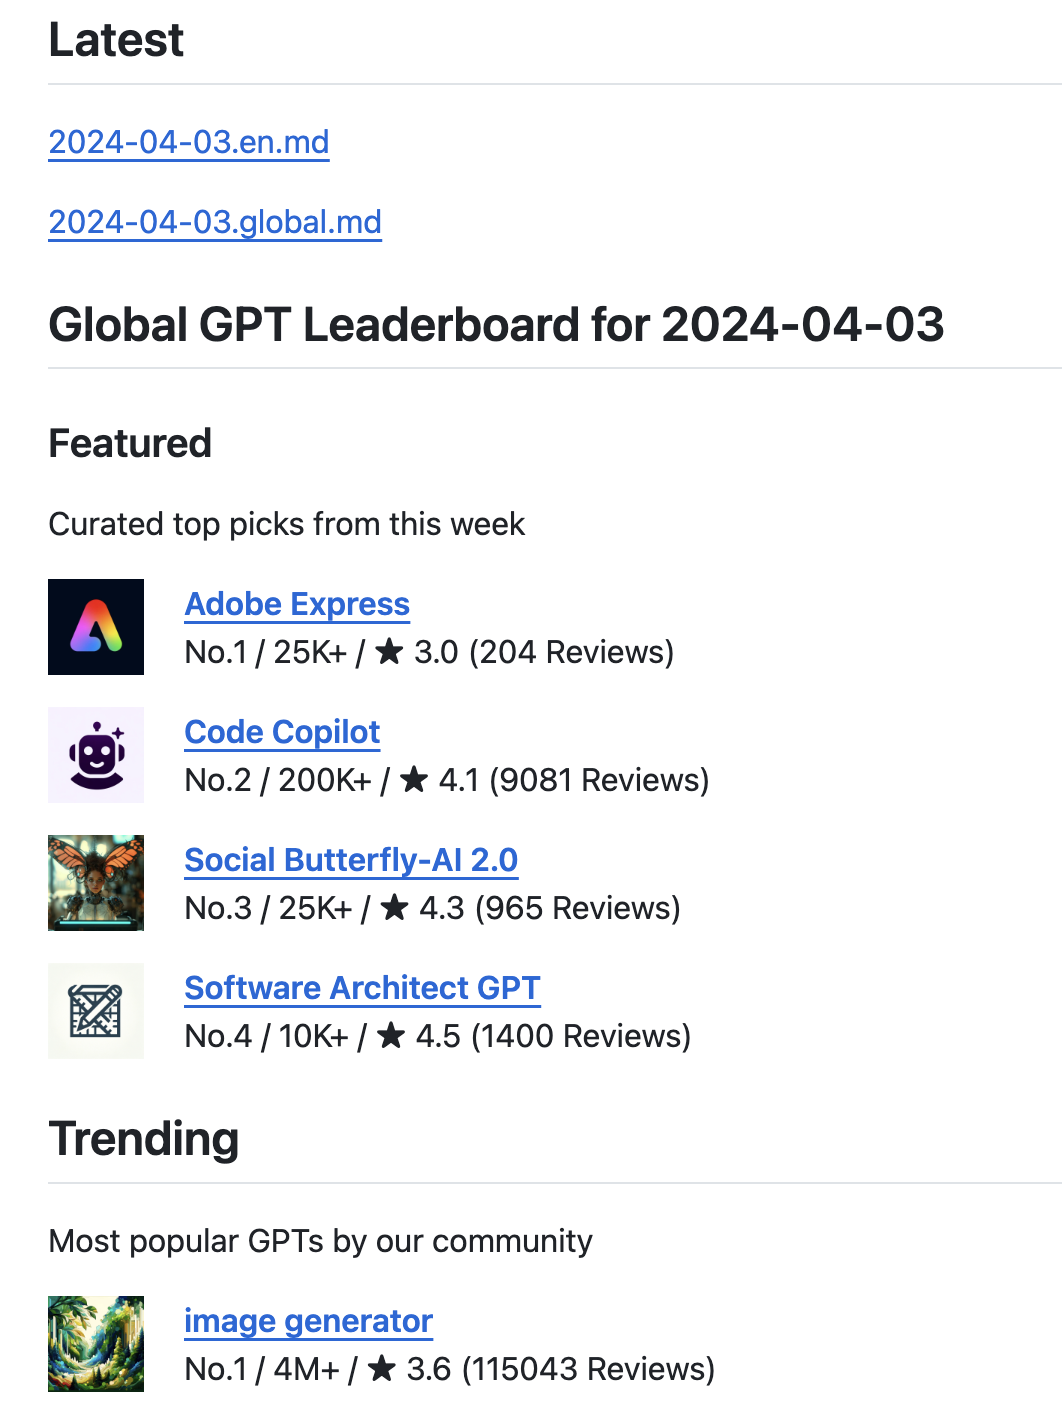 Latest
2024-04-03.en.md
2024-04-03.global.md
Global GPT Leaderboard for 2024-04-03
Featured
Curated top picks from this week
Adobe Express
No.1 / 25K+ / ★ 3.0 (204 Reviews)
Code Copilot
No.2 / 200K+ / ★ 4.1 (9081 Reviews)
Social Butterfly-AI 2.0
No.3 / 25K+ / ★ 4.3 (965 Reviews)
Software Architect GPT
No.4 / 10K+ / ★ 4.5 (1400 Reviews)
Trending
Most popular GPTs by our community
image generator
No.1 / 4M+ / ★ 3.6 (115043 Reviews)